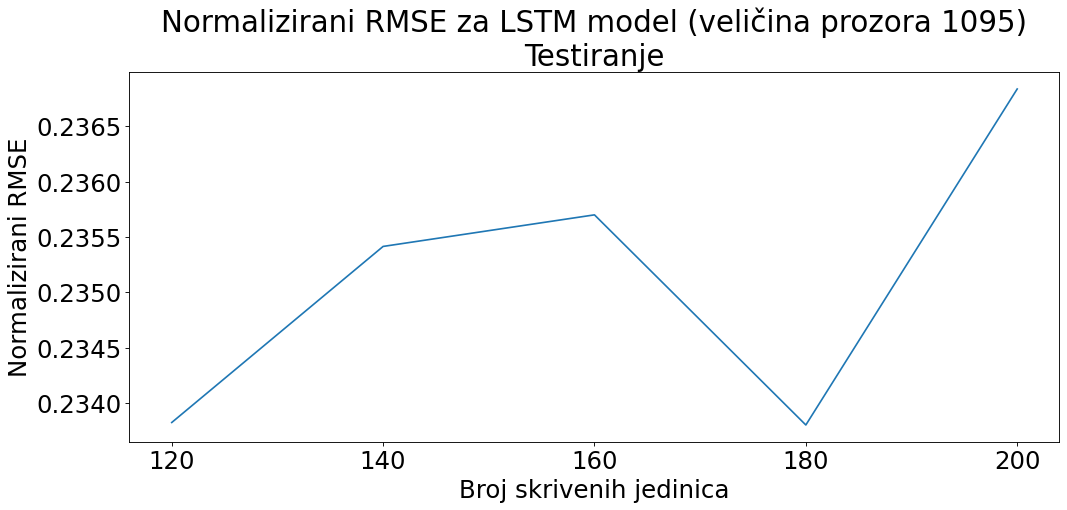 Normalizirani RMSE za LSTM model (veličina prozora 1095)
Testiranje
Normalizirani RMSE
0.2365
0.2360
0.2355
0.2350
0.2345
0.2340
120 140 160 180 200
Broj skrivenih jedinica